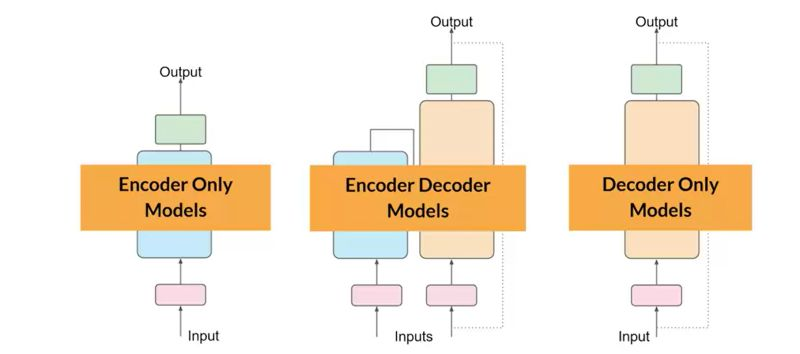 Output
Encoder Only
Models
Input
Output
Encoder Decoder
Models
Inputs
Output
Decoder Only
Models
Input